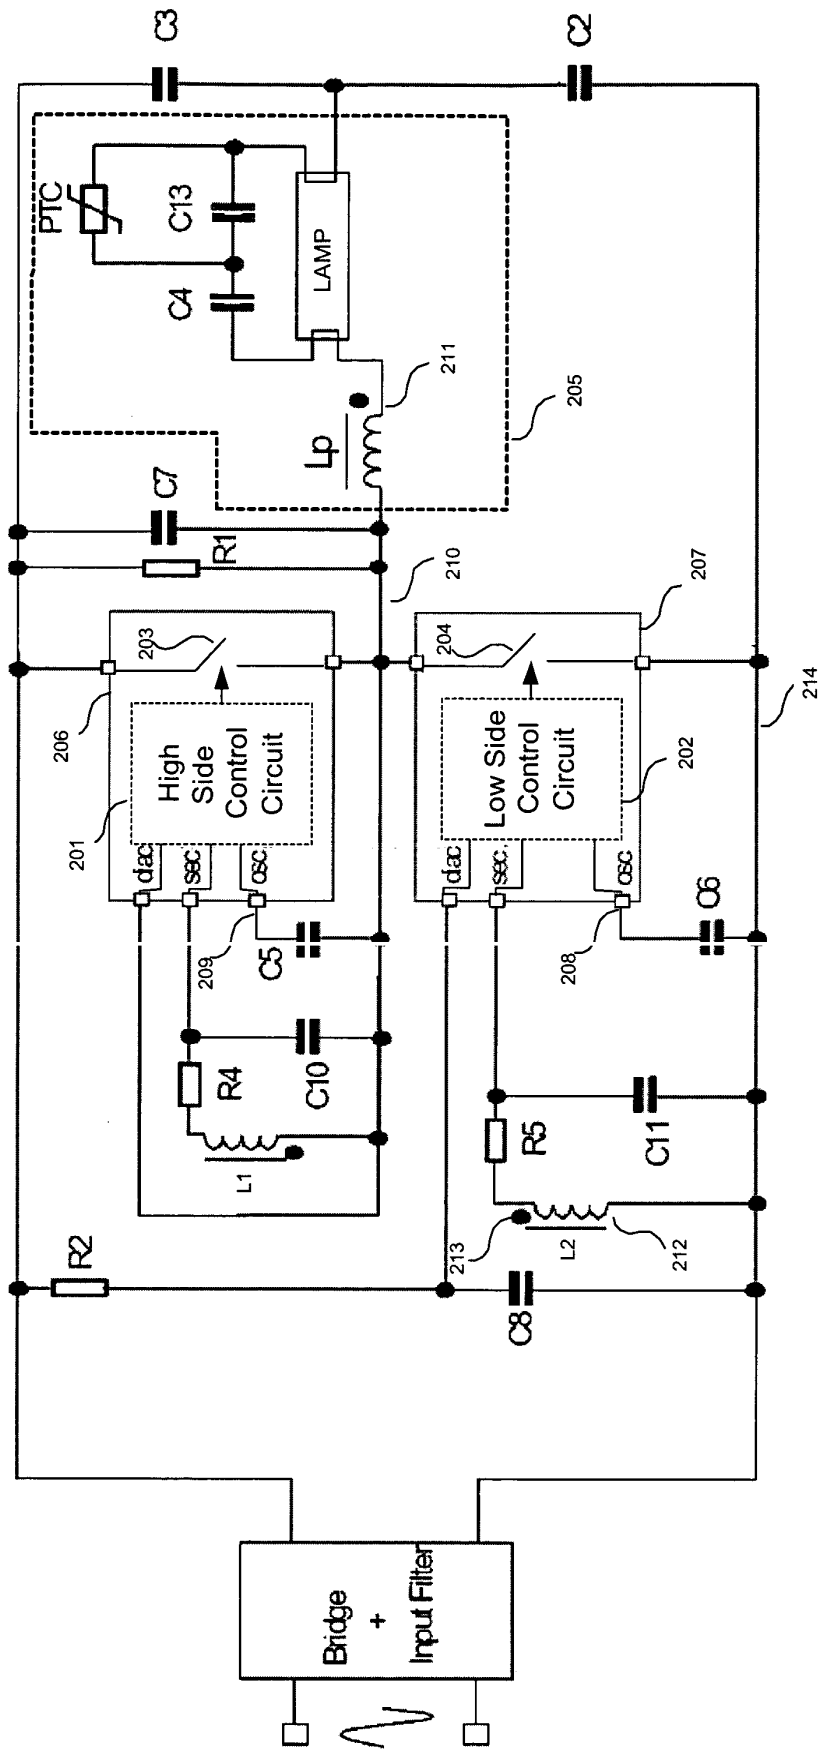 Bridge
+
Input Filter
R2
C8
L1
R4
C10
C5
209
213
L2
212
R5
C11
208
C6
201
206
diac
sec
osc
High
Side
Control
Circuit
203
diac
sec.
osc
Low Side
Control
Circuit
204
202
207
214
210
R1
C7
Lp
211
205
PTC
C4
C13
LAMP
C3
C2